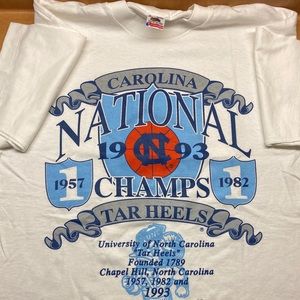 CAROLINA
NATIONAL
19 NC 93
1957 CHAMPS 1982
1 1
TAR HEELS
University of North Carolina
"Tar Heels"
Founded 1789
Chapel Hill, North Carolina
1957, 1982 and
1993